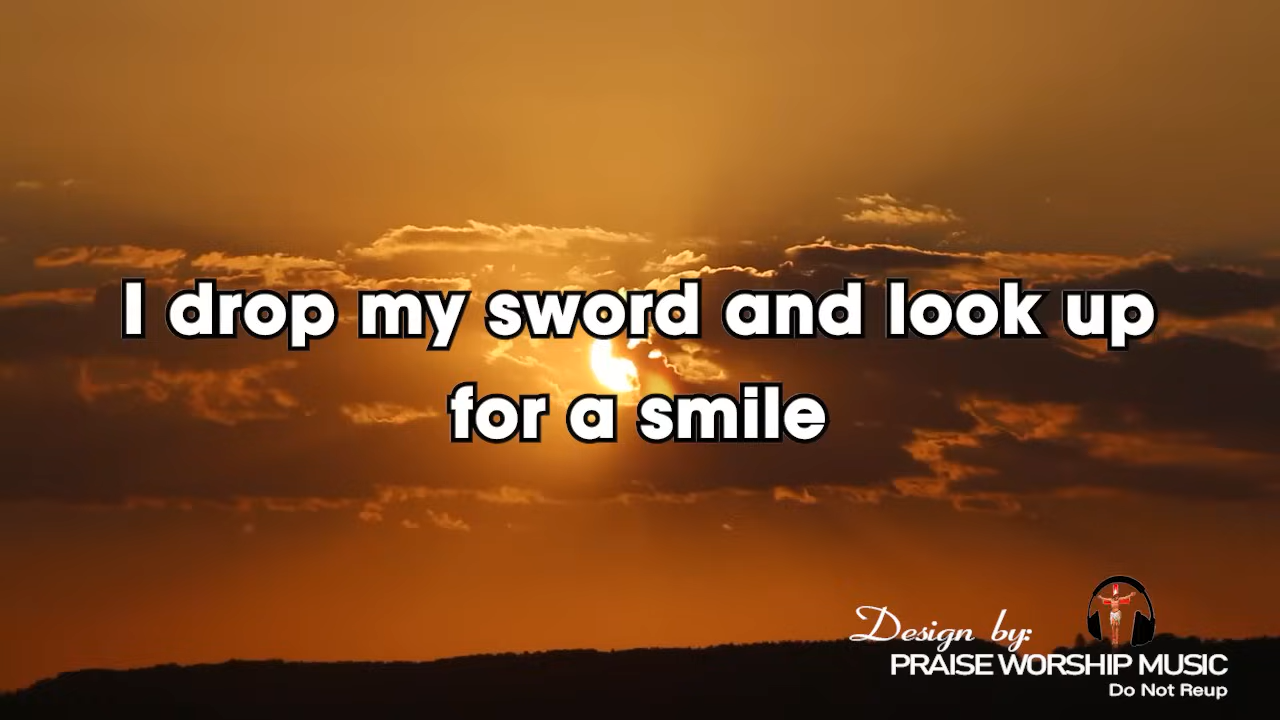 I drop my sword and look up
for a smile
Design by:
PRAISE WORSHIP MUSIC
Do Not Reup